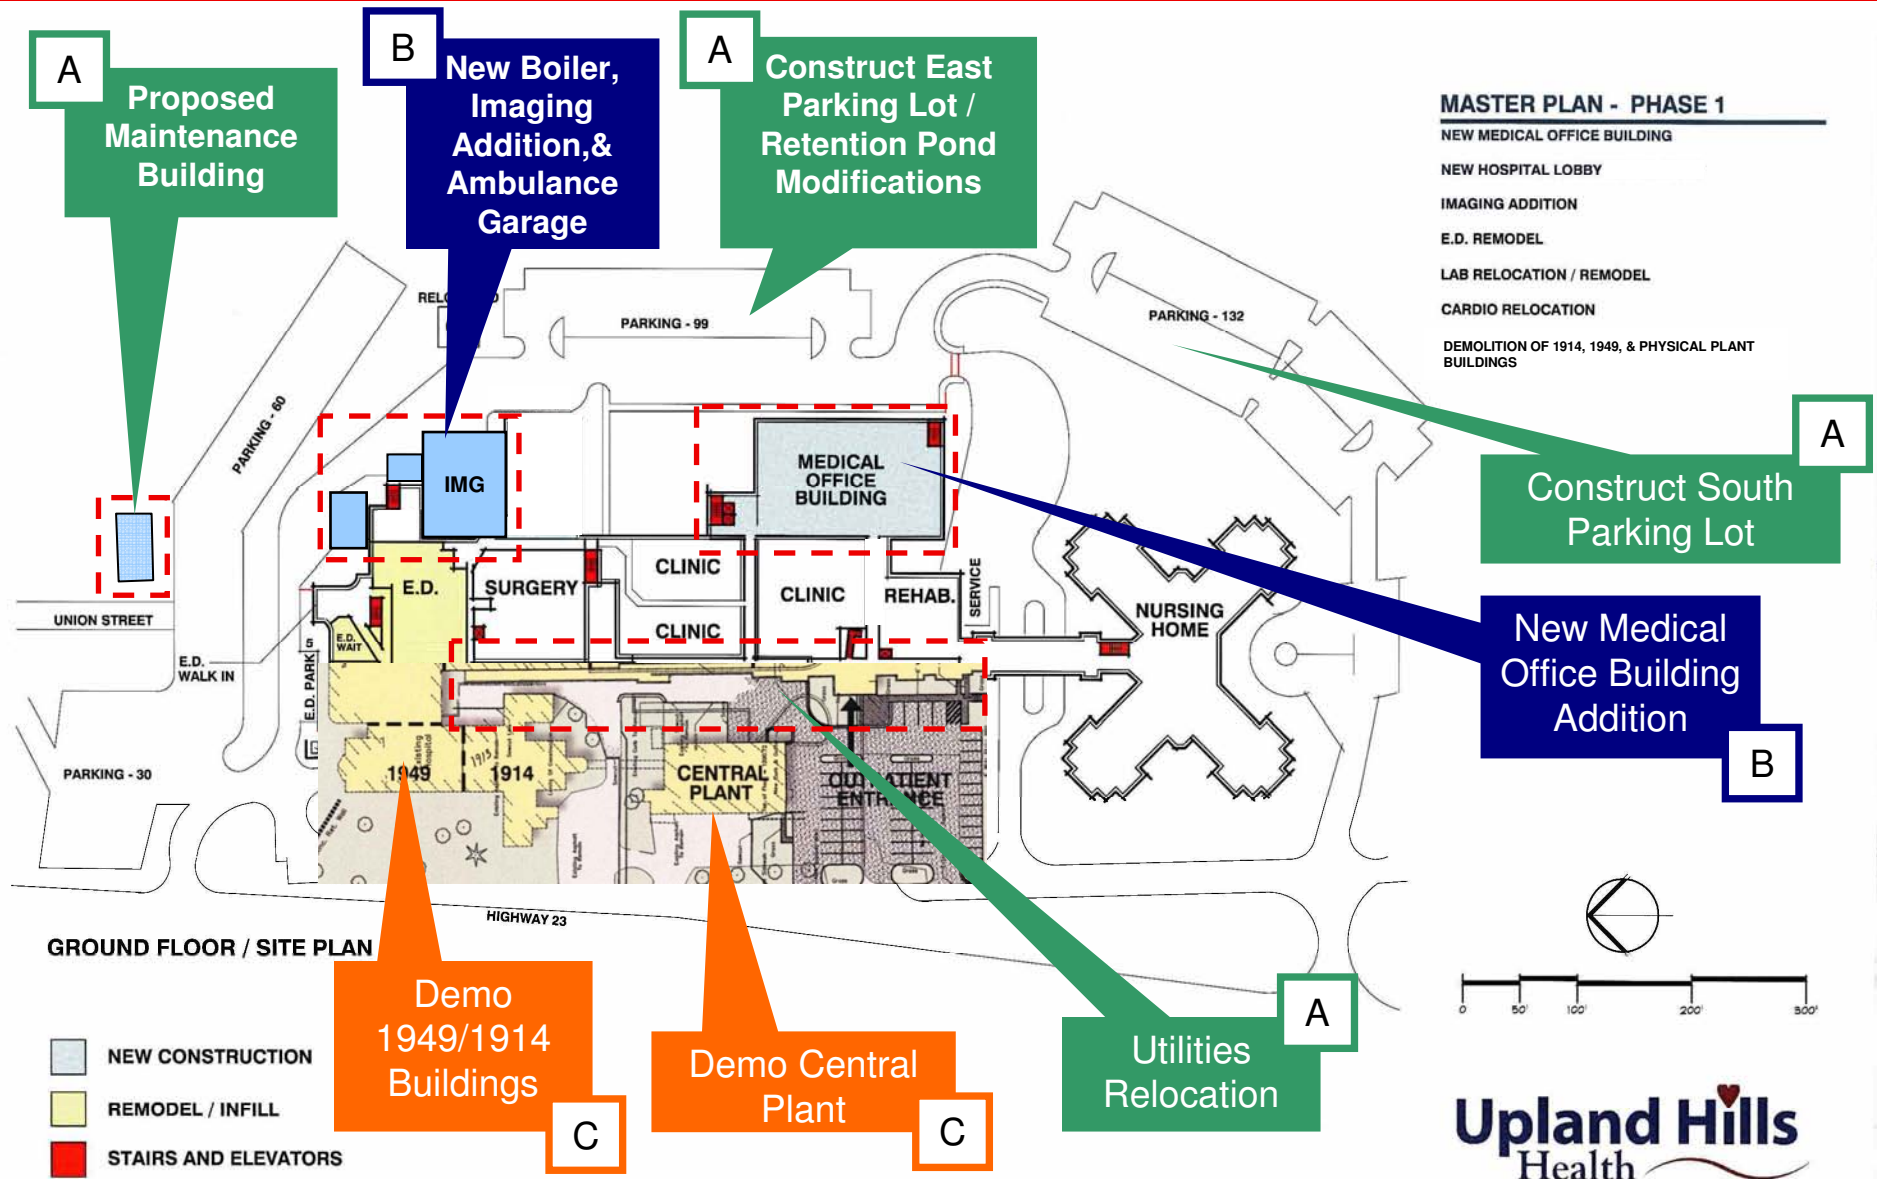 A
Proposed
Maintenance
Building
B
New Boiler,
Imaging
Addition,&
Ambulance
Garage
A
Construct East
Parking Lot /
Retention Pond
Modifications
MASTER PLAN - PHASE 1
NEW MEDICAL OFFICE BUILDING
NEW HOSPITAL LOBBY
IMAGING ADDITION
E.D. REMODEL
LAB RELOCATION / REMODEL
CARDIO RELOCATION
DEMOLITION OF 1914, 1949, & PHYSICAL PLANT
BUILDINGS
PARKING - 99
PARKING - 132
PARKING - 60
A
Construct South
Parking Lot
IMG
MEDICAL
OFFICE
BUILDING
E.D.
SURGERY
CLINIC
CLINIC
CLINIC
REHAB.
SERVICE
NURSING
HOME
UNION STREET
E.D.
WAIT
E.D.
WALK IN
E.D. PARK 5
New Medical
Office Building
Addition
B
PARKING - 30
1949
1915
1914
CENTRAL
PLANT
OUTPATIENT
ENTRANCE
HIGHWAY 23
GROUND FLOOR / SITE PLAN
Demo
1949/1914
Buildings
C
Demo Central
Plant
C
A
Utilities
Relocation
0 50' 100' 200' 300'
NEW CONSTRUCTION
REMODEL / INFILL
STAIRS AND ELEVATORS
Upland Hills
Health